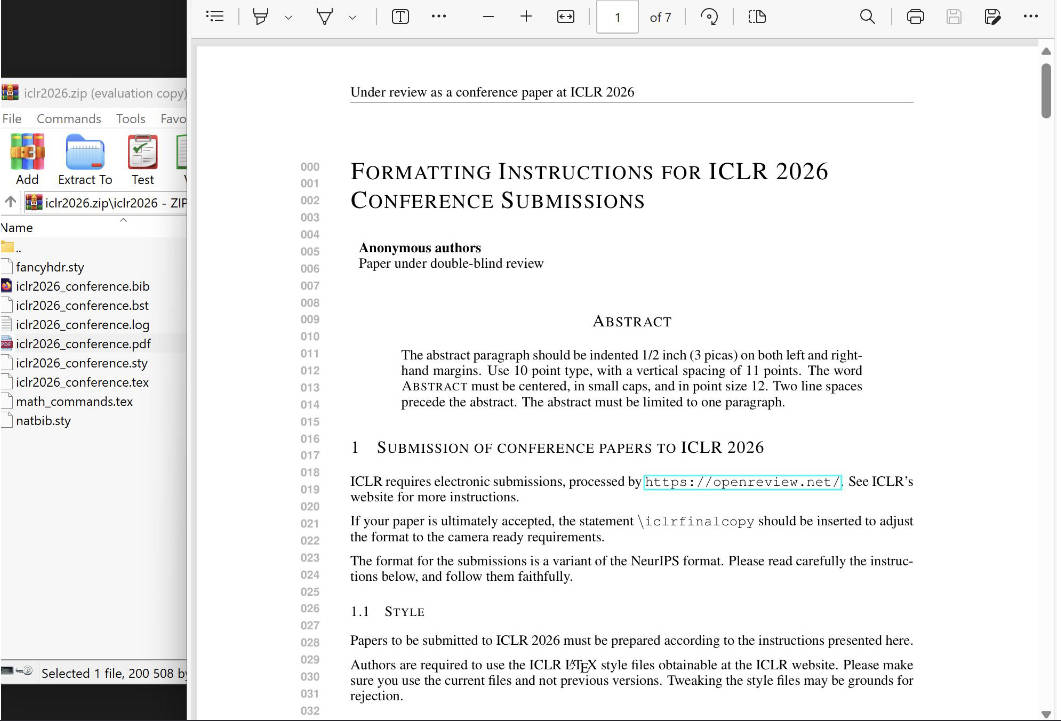 1 of 7
iclr2026.zip (evaluation copy)
File Commands Tools Favo
Add Extract To Test
iclr2026.zip\iclr2026 - ZIP
Name
..
fancyhdr.sty
iclr2026_conference.bib
iclr2026_conference.bst
iclr2026_conference.log
iclr2026_conference.pdf
iclr2026_conference.sty
iclr2026_conference.tex
math_commands.tex
natbib.sty
Selected 1 file, 200 508 by
Under review as a conference paper at ICLR 2026
000
001
002
003
004
005
006
007
008
009
010
011
012
013
014
015
016
017
018
019
020
021
022
023
024
025
026
027
028
029
030
031
032
FORMATTING INSTRUCTIONS FOR ICLR 2026
CONFERENCE SUBMISSIONS
Anonymous authors
Paper under double-blind review
ABSTRACT
The abstract paragraph should be indented 1/2 inch (3 picas) on both left and right-
hand margins. Use 10 point type, with a vertical spacing of 11 points. The word
ABSTRACT must be centered, in small caps, and in point size 12. Two line spaces
precede the abstract. The abstract must be limited to one paragraph.
1 SUBMISSION OF CONFERENCE PAPERS TO ICLR 2026
ICLR requires electronic submissions, processed by https://openreview.net/. See ICLR's
website for more instructions.
If your paper is ultimately accepted, the statement \iclrfinalcopy should be inserted to adjust
the format to the camera ready requirements.
The format for the submissions is a variant of the NeurIPS format. Please read carefully the instruc-
tions below, and follow them faithfully.
1.1 STYLE
Papers to be submitted to ICLR 2026 must be prepared according to the instructions presented here.
Authors are required to use the ICLR LATEX style files obtainable at the ICLR website. Please make
sure you use the current files and not previous versions. Tweaking the style files may be grounds for
rejection.